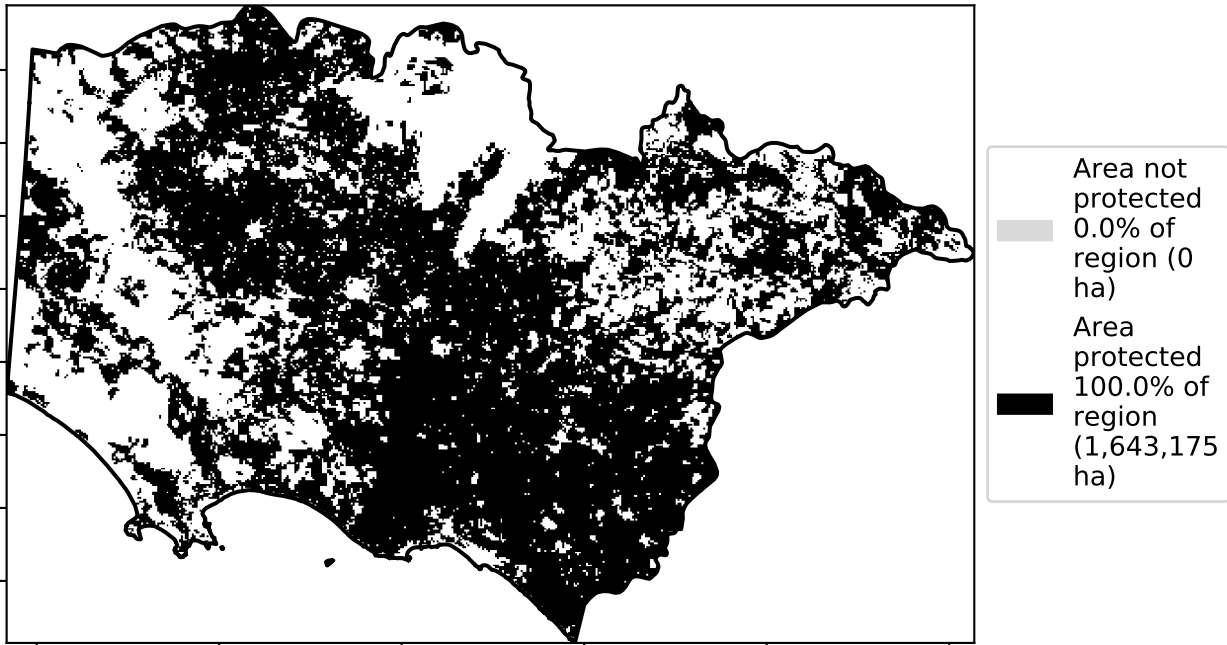 Area not
protected
0.0% of
region (0
ha)
Area
protected
100.0% of
region
(1,643,175
ha)